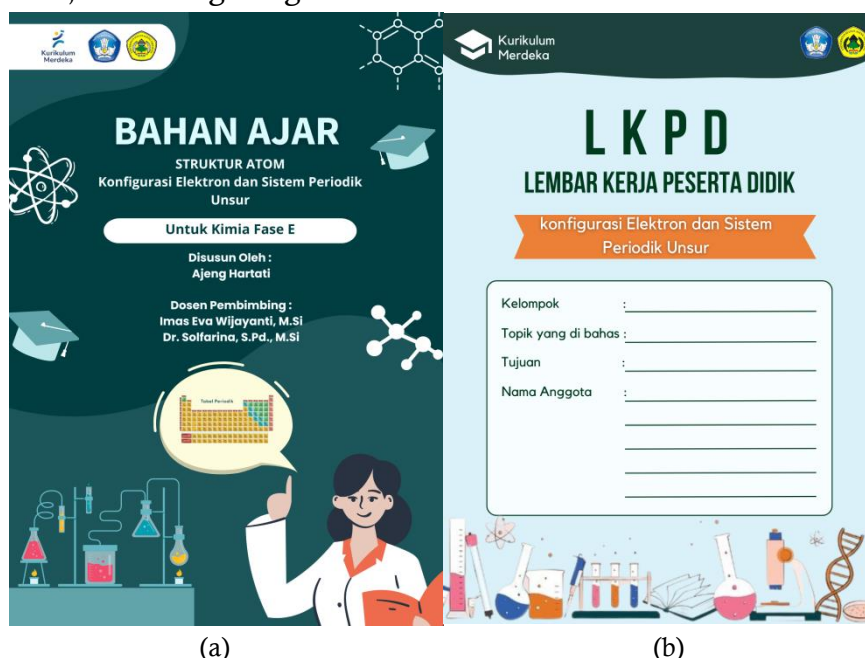 Kurikulum
Merdeka
BAHAN AJAR
STRUKTUR ATOM
Konfigurasi Elektron dan Sistem Periodik
Unsur
Untuk Kimia Fase E
Disusun Oleh :
Ajeng Hartati
Dosen Pembimbing :
Imas Eva Wijayanti, M.Si
Dr. Solfarina, S.Pd., M.Si
Tabel Periodik
(a)
Kurikulum
Merdeka
LKPD
LEMBAR KERJA PESERTA DIDIK
konfigurasi Elektron dan Sistem
Periodik Unsur
Kelompok :
Topik yang di bahas :
Tujuan :
Nama Anggota :
(b)